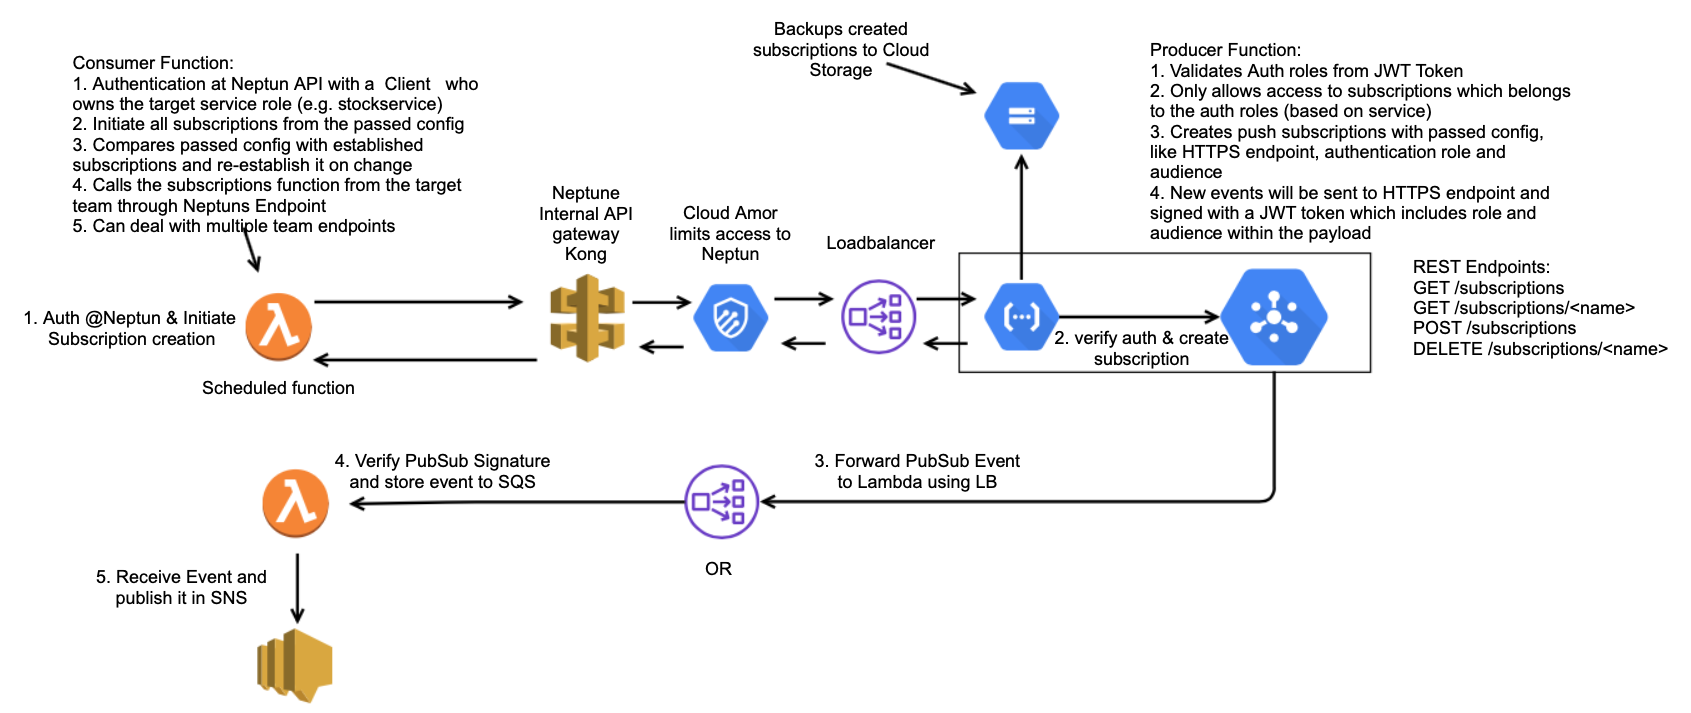 Backups created
subscriptions to Cloud
Storage
Consumer Function:
1. Authentication at Neptun API with a Client who
owns the target service role (e.g. stockservice)
2. Initiate all subscriptions from the passed config
3. Compares passed config with established
subscriptions and re-establish it on change
4. Calls the subscriptions function from the target
team through Neptuns Endpoint
5. Can deal with multiple team endpoints
Producer Function:
1. Validates Auth roles from JWT Token
2. Only allows access to subscriptions which belongs
to the auth roles (based on service)
3. Creates push subscriptions with passed config,
like HTTPS endpoint, authentication role and
audience
4. New events will be sent to HTTPS endpoint and
signed with a JWT token which includes role and
audience within the payload
Neptune
Internal API
gateway
Kong
Cloud Amor
limits access to
Neptun
Loadbalancer
REST Endpoints:
GET /subscriptions
GET /subscriptions/<name>
POST /subscriptions
DELETE /subscriptions/<name>
1. Auth @Neptun & Initiate
Subscription creation
Scheduled function
2. verify auth & create
subscription
4. Verify PubSub Signature
and store event to SQS
3. Forward PubSub Event
to Lambda using LB
OR
5. Receive Event and
publish it in SNS